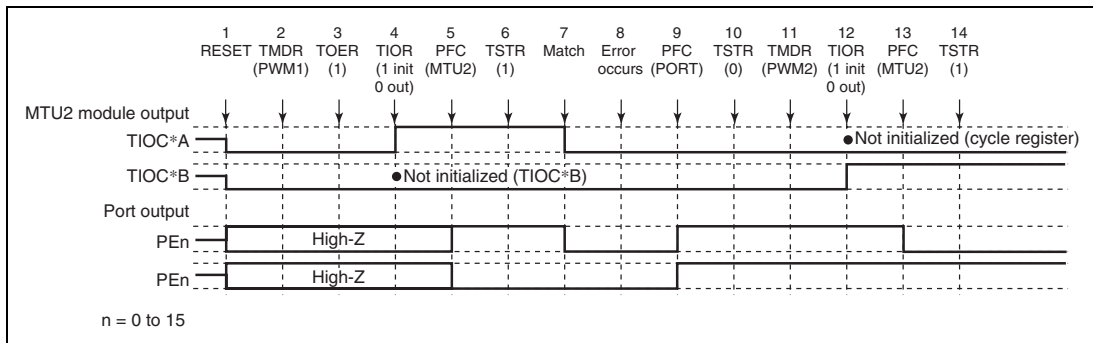 1 2 3 4 5 6 7 8 9 10 11 12 13 14
RESET TMDR TOER TIOR PFC TSTR Match Error PFC TSTR TMDR TIOR PFC TSTR
(PWM1) (1) (1 init (MTU2) (1) occurs (PORT) (0) (PWM2) (1 init (MTU2) (1)
0 out) 0 out)
MTU2 module output
TIOC*A ●Not initialized (cycle register)
TIOC*B ●Not initialized (TIOC*B)
Port output
PEn High-Z
PEn High-Z
n = 0 to 15